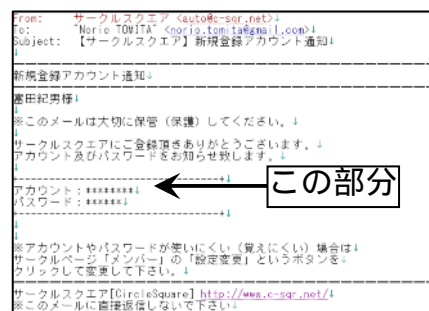 From: サークルスクエア <auto@c-sqr.net>↓
To: "Norio TOMITA" <norio.tomita@gmail.com>↓
Subject: 【サークルスクエア】新規登録アカウント通知↓
↓
新規登録アカウント通知↓
富田紀男様↓
↓
※このメールは大切に保管（保護）してください。↓
↓
サークルスクエアにご登録頂きありがとうございます。↓
アカウント及びパスワードをお知らせ致します。↓
↓
+----------------------------------------+↓
アカウント：********↓
この部分
パスワード：******↓
+----------------------------------------+↓
↓
↓
※アカウントやパスワードが使いにくい（覚えにくい）場合は↓
サークルページ「メンバー」の「設定変更」というボタンを↓
クリックして変更して下さい。↓
サークルスクエア[CircleSquare] http://www.c-sqr.net/↓
※このメールに直接返信しないで下さい↓